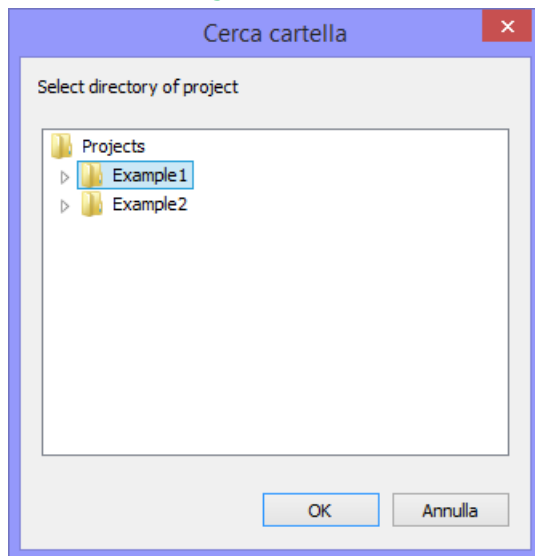 Cerca cartella
Select directory of project
Projects
Example1
Example2
OK Annulla